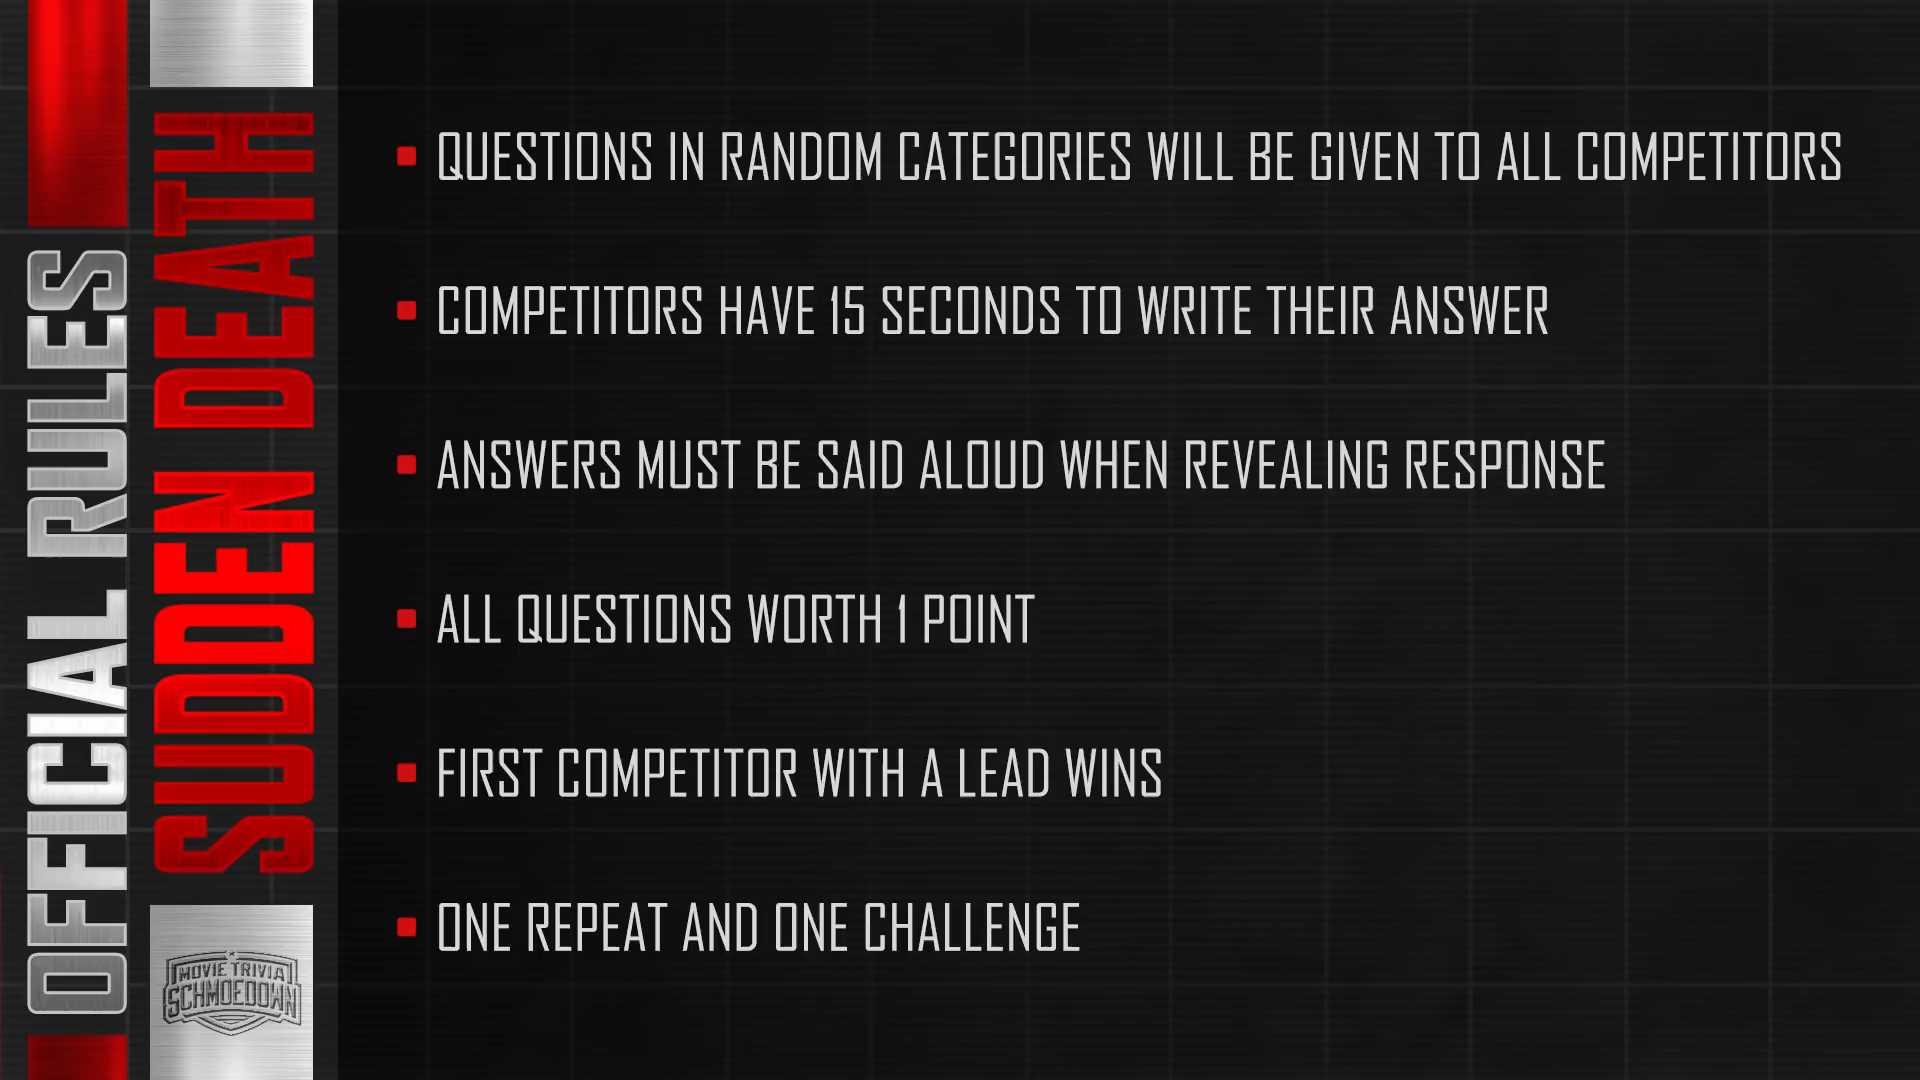 OFFICIAL RULES
SUDDEN DEATH
MOVIE TRIVIA
SCHMOEDOWN
QUESTIONS IN RANDOM CATEGORIES WILL BE GIVEN TO ALL COMPETITORS
COMPETITORS HAVE 15 SECONDS TO WRITE THEIR ANSWER
ANSWERS MUST BE SAID ALOUD WHEN REVEALING RESPONSE
ALL QUESTIONS WORTH 1 POINT
FIRST COMPETITOR WITH A LEAD WINS
ONE REPEAT AND ONE CHALLENGE